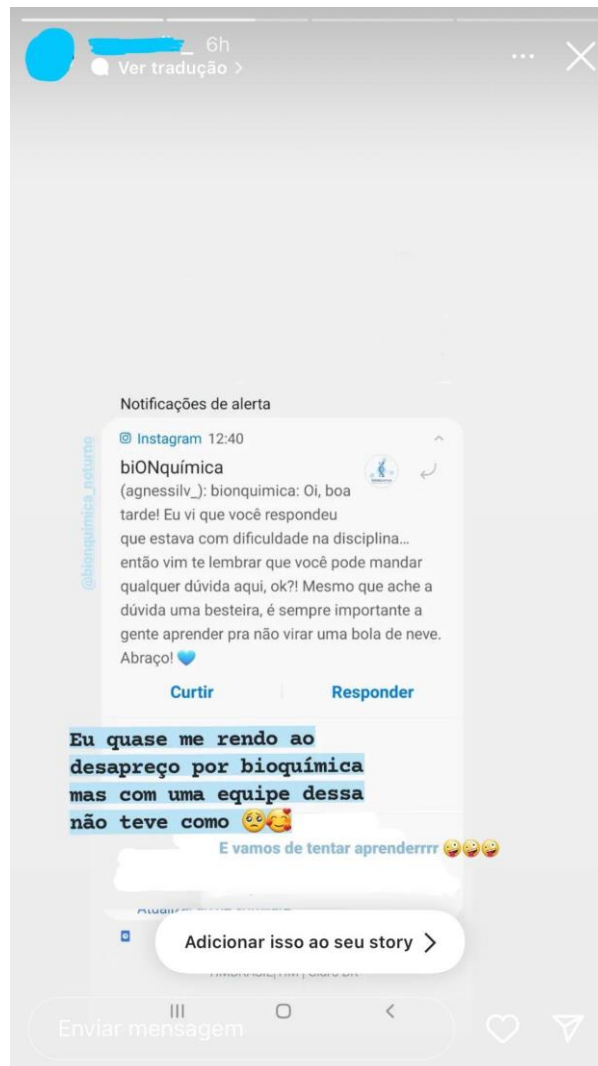 6h
Ver tradução >
Notificações de alerta
@bionquimica_noturno
Instagram 12:40
biONquímica
(agnessilv_): bionquimica: Oi, boa
tarde! Eu vi que você respondeu
que estava com dificuldade na disciplina...
então vim te lembrar que você pode mandar
qualquer dúvida aqui, ok?! Mesmo que ache a
dúvida uma besteira, é sempre importante a
gente aprender pra não virar uma bola de neve.
Abraço! 💙
Curtir
Responder
Eu quase me rendo ao
desapreço por bioquímica
mas com uma equipe dessa
não teve como 🥺🥰
E vamos de tentar aprenderrrr 🤪🤪🤪
Adicionar isso ao seu story >
Enviar mensagem